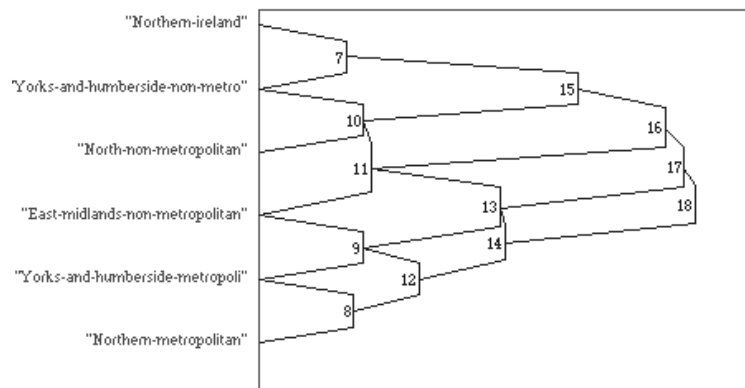 "Northern-ireland"
7
"Yorks-and-humberside-non-metro"
15
10
16
"North-non-metropolitan"
11
17
"East-midlands-non-metropolitan"
13
18
14
9
"Yorks-and-humberside-metropoli"
12
8
"Northern-metropolitan"